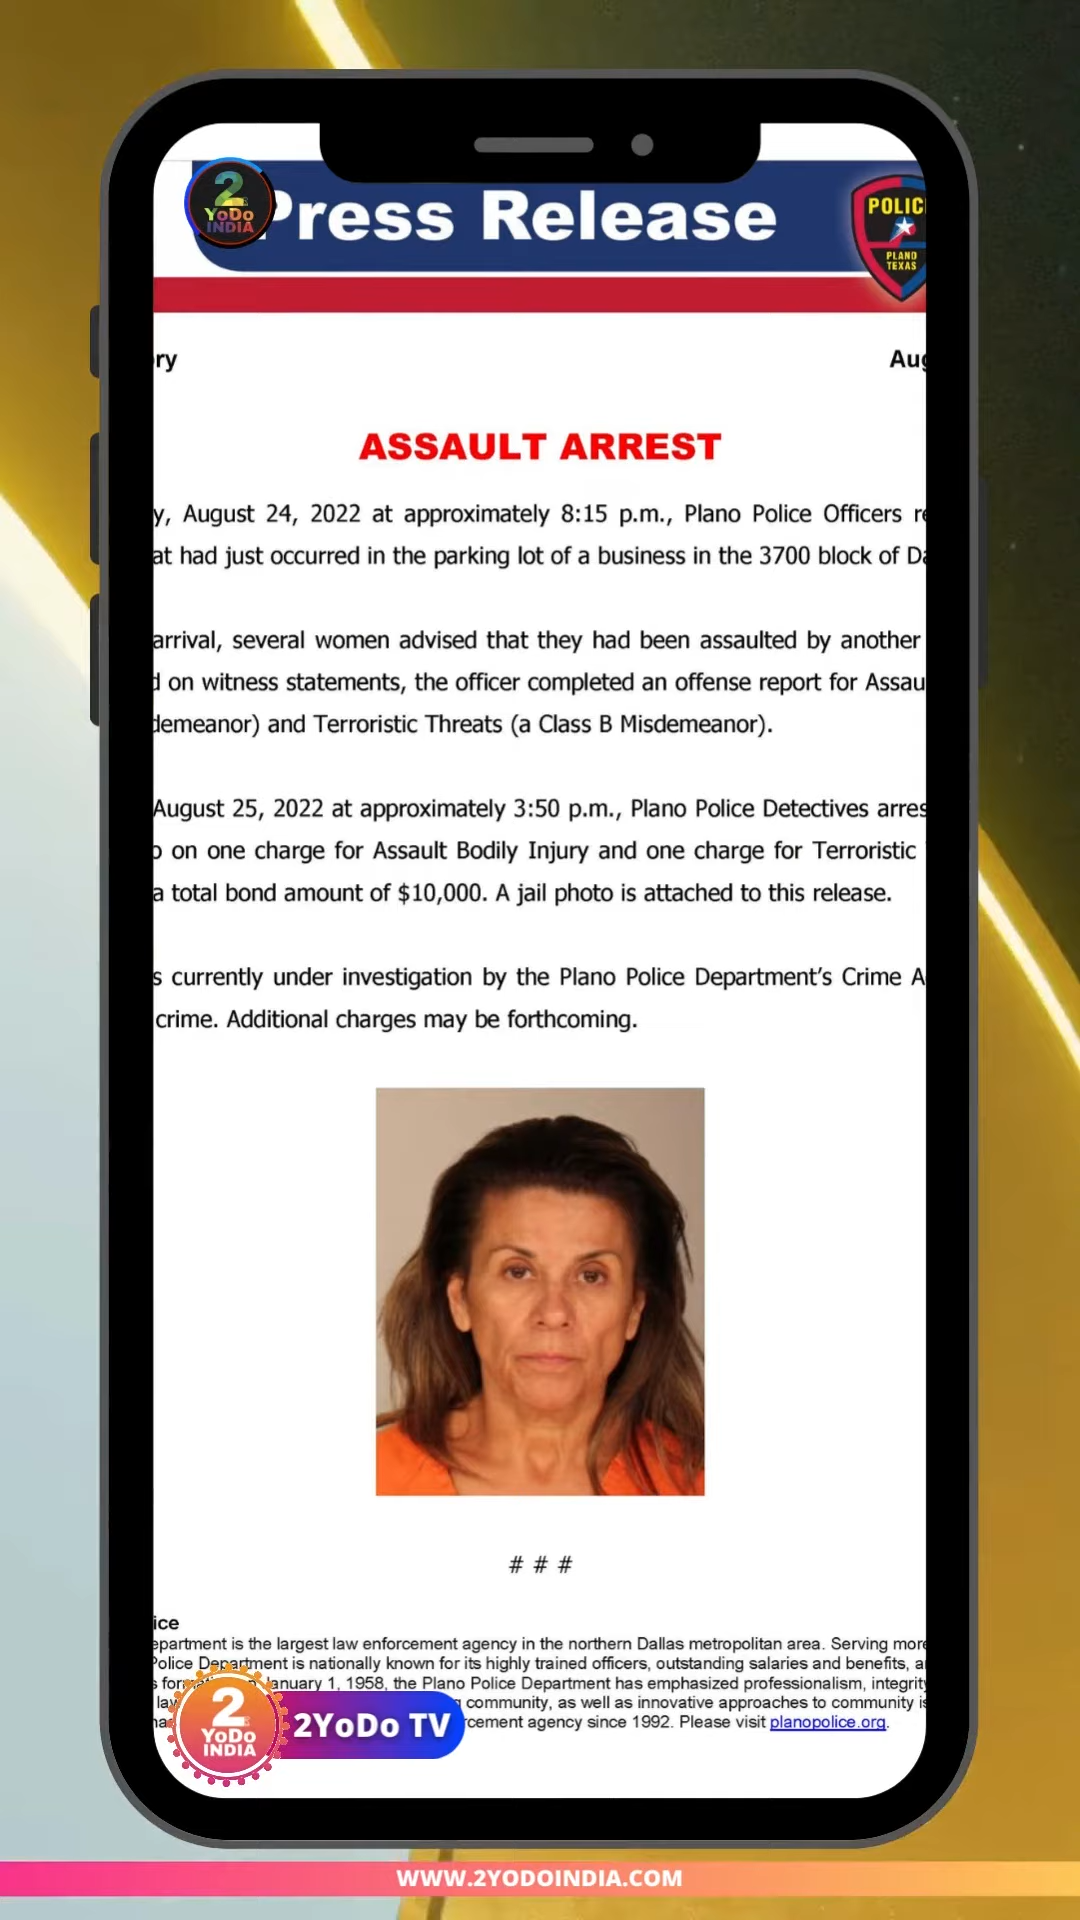 2
YoDo
INDIA
Press Release
POLICE
PLANO
TEXAS
ry
Aug
ASSAULT ARREST
y, August 24, 2022 at approximately 8:15 p.m., Plano Police Officers re
at had just occurred in the parking lot of a business in the 3700 block of Da
arrival, several women advised that they had been assaulted by another
d on witness statements, the officer completed an offense report for Assau
demeanor) and Terroristic Threats (a Class B Misdemeanor).
August 25, 2022 at approximately 3:50 p.m., Plano Police Detectives arres
o on one charge for Assault Bodily Injury and one charge for Terroristic
a total bond amount of $10,000. A jail photo is attached to this release.
s currently under investigation by the Plano Police Department's Crime A
crime. Additional charges may be forthcoming.
# # #
ice
epartment is the largest law enforcement agency in the northern Dallas metropolitan area. Serving more
Police Department is nationally known for its highly trained officers, outstanding salaries and benefits, a
January 1, 1958, the Plano Police Department has emphasized professionalism, integrity
community, as well as innovative approaches to community is
rcement agency since 1992. Please visit planopolice.org.
2
YoDo
INDIA
2YoDo TV
WWW.2YODOINDIA.COM